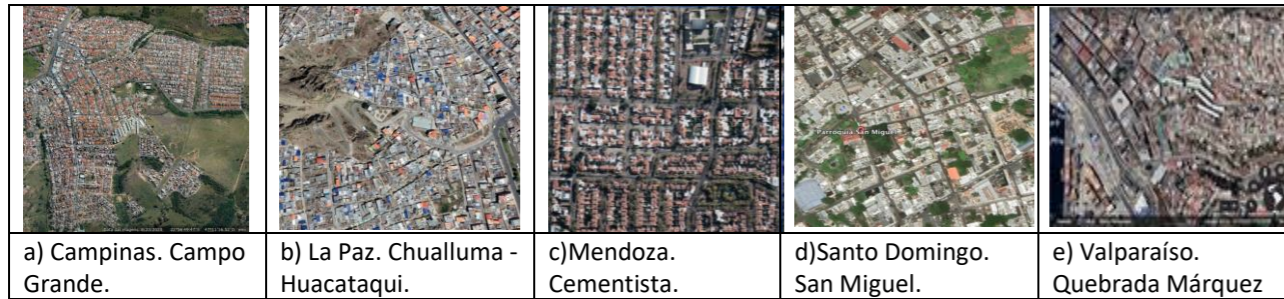 Parroquia San Miguel
a) Campinas. Campo
Grande.
b) La Paz. Chualluma -
Huacataqui.
c)Mendoza.
Cementista.
d)Santo Domingo.
San Miguel.
e) Valparaíso.
Quebrada Márquez